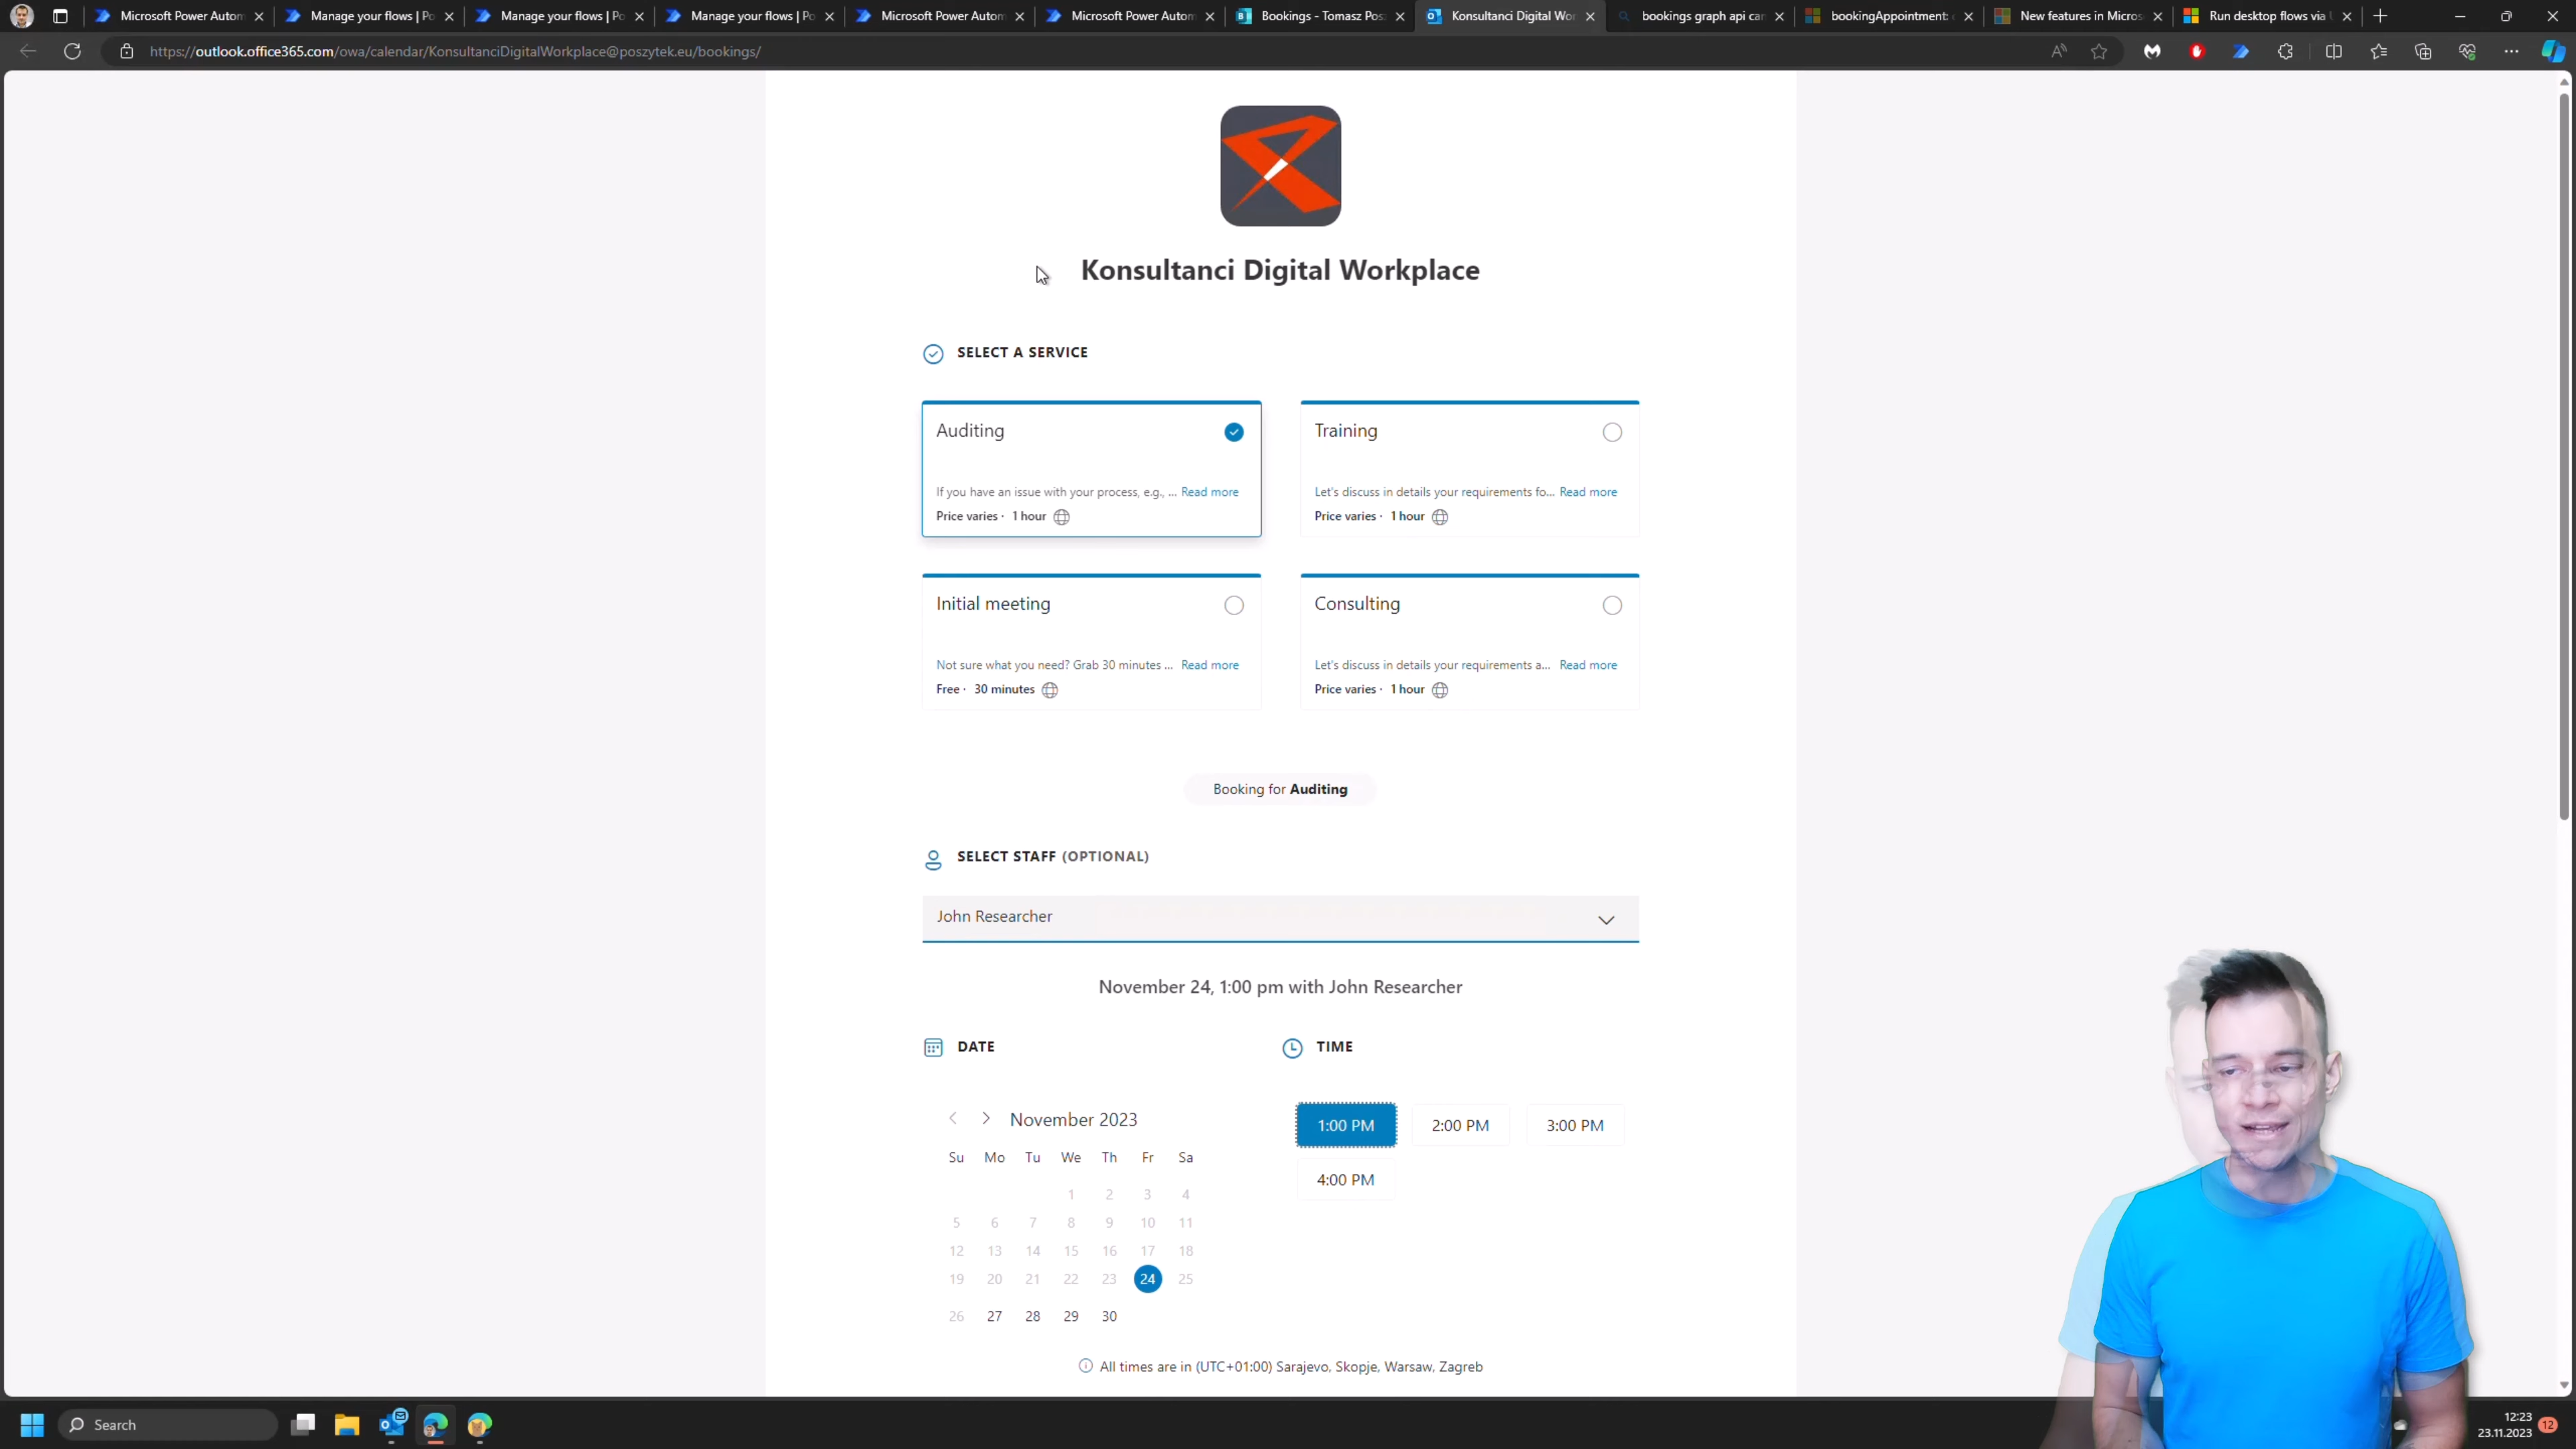 Microsoft Power Autom
Manage your flows | Po
Manage your flows | Po
Manage your flows | Po
Microsoft Power Autom
Microsoft Power Autom
Bookings - Tomasz Pos
Konsultanci Digital Wor
bookings graph api can
bookingAppointment:
New features in Micros
Run desktop flows via
https://outlook.office365.com/owa/calendar/KonsultanciDigitalWorkplace@poszytek.eu/bookings/
Konsultanci Digital Workplace
SELECT A SERVICE
Auditing
If you have an issue with your process, e.g., ... Read more
Price varies · 1 hour
Training
Let's discuss in details your requirements fo... Read more
Price varies · 1 hour
Initial meeting
Not sure what you need? Grab 30 minutes ... Read more
Free · 30 minutes
Consulting
Let's discuss in details your requirements a... Read more
Price varies · 1 hour
Booking for Auditing
SELECT STAFF (OPTIONAL)
John Researcher
November 24, 1:00 pm with John Researcher
DATE
November 2023
Su Mo Tu We Th Fr Sa
1 2 3 4
5 6 7 8 9 10 11
12 13 14 15 16 17 18
19 20 21 22 23 24 25
26 27 28 29 30
TIME
1:00 PM 2:00 PM 3:00 PM
4:00 PM
All times are in (UTC+01:00) Sarajevo, Skopje, Warsaw, Zagreb
Search
12:23
23.11.2023
12